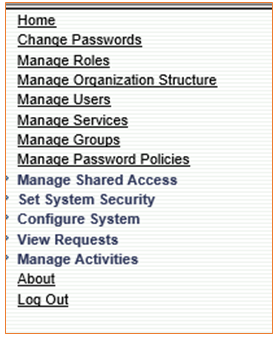 Home
Change Passwords
Manage Roles
Manage Organization Structure
Manage Users
Manage Services
Manage Groups
Manage Password Policies
Manage Shared Access
Set System Security
Configure System
View Requests
Manage Activities
About
Log Out